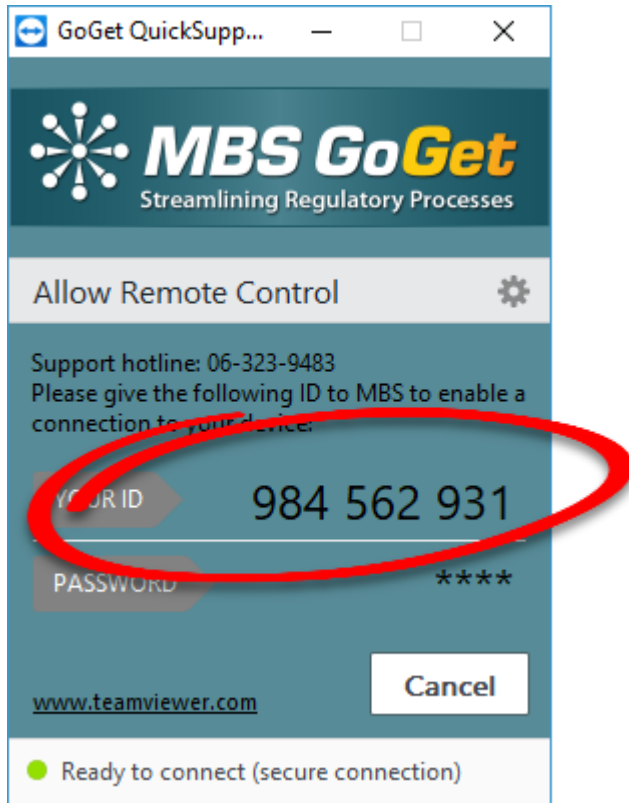 GoGet QuickSupp...
MBS GoGet
Streamlining Regulatory Processes
Allow Remote Control
Support hotline: 06-323-9483
Please give the following ID to MBS to enable a
connection to your device:
YOUR ID 984 562 931
PASSWORD ****
Cancel
www.teamviewer.com
Ready to connect (secure connection)